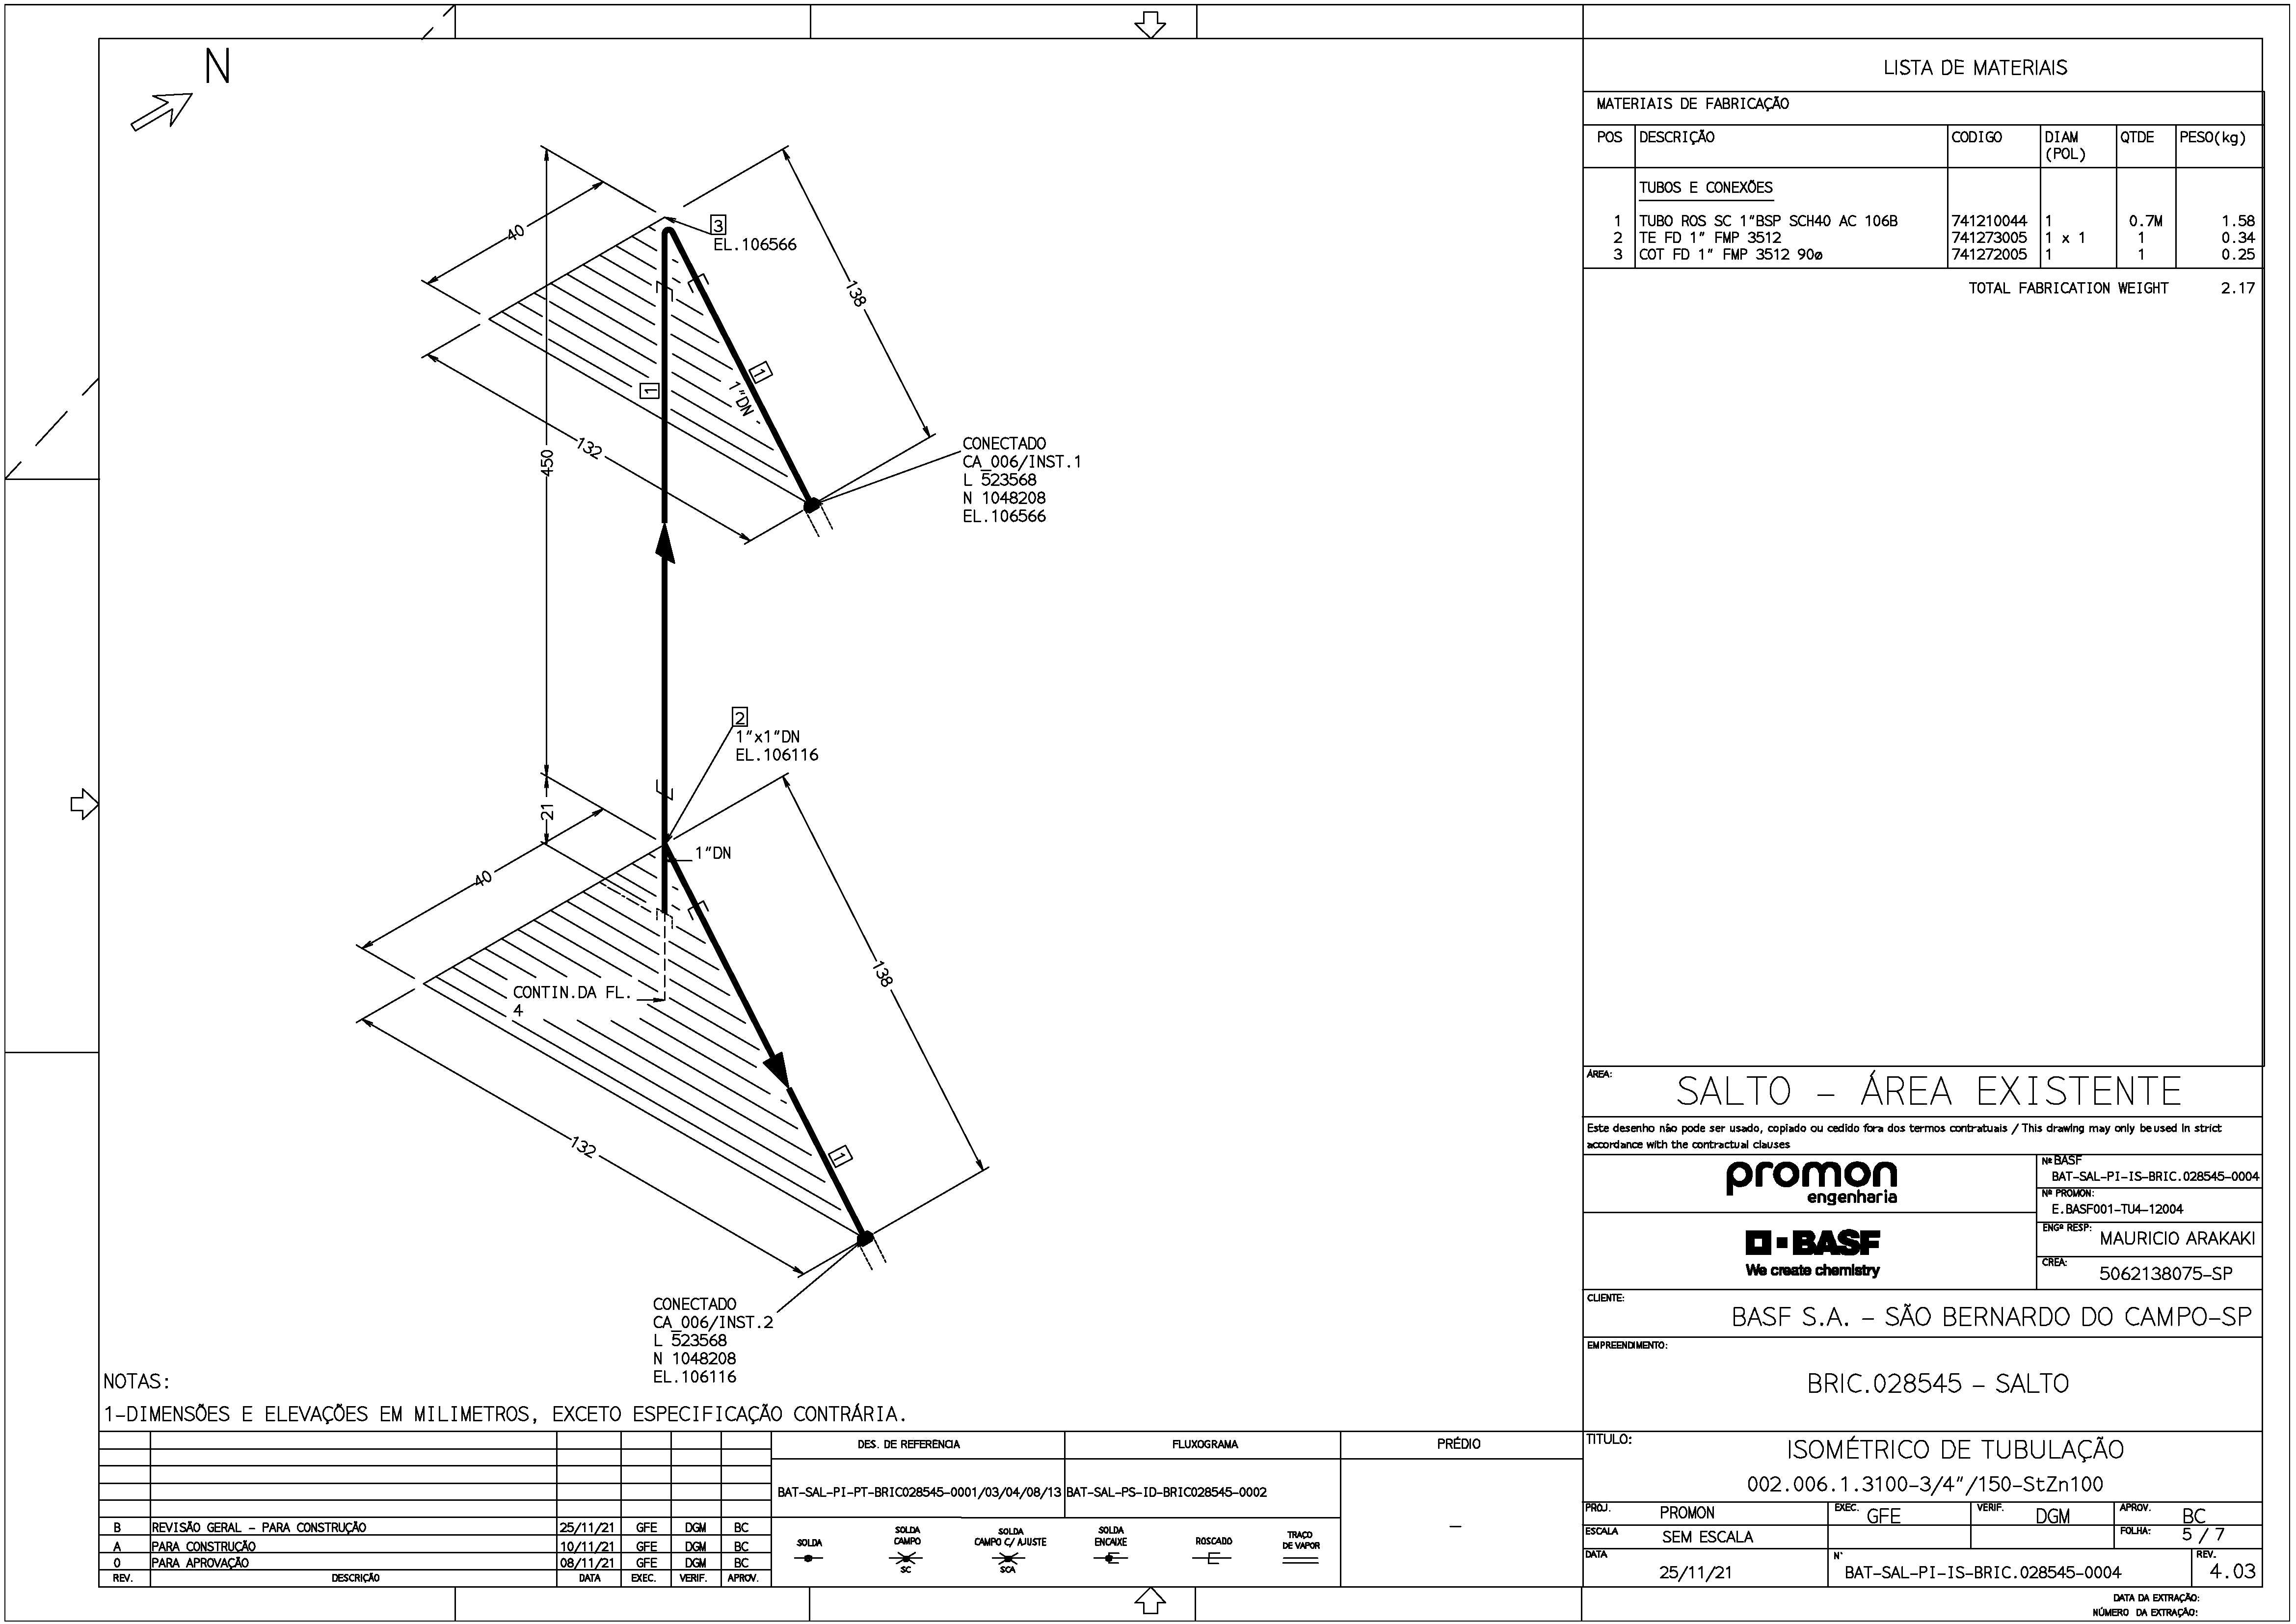 N
LISTA DE MATERIAIS
MATERIAIS DE FABRICAÇÃO
POS DESCRIÇÃO CODIGO DIAM (POL) QTDE PESO(kg)
TUBOS E CONEXÕES
1 TUBO ROS SC 1"BSP SCH40 AC 106B 741210044 1 0.7M 1.58
2 TE FD 1" FMP 3512 741273005 1 x 1 1 0.34
3 COT FD 1" FMP 3512 90ø 741272005 1 1 0.25
TOTAL FABRICATION WEIGHT 2.17
40
3
EL.106566
138
1
1
1"DN
450
132
CONECTADO
CA_006/INST.1
L 523568
N 1048208
EL.106566
2
1"x1"DN
EL.106116
21
1"DN
40
138
CONTIN.DA FL.
4
132
1
CONECTADO
CA_006/INST.2
L 523568
N 1048208
EL.106116
NOTAS:
1-DIMENSÕES E ELEVAÇÕES EM MILIMETROS, EXCETO ESPECIFICAÇÃO CONTRÁRIA.
B REVISÃO GERAL - PARA CONSTRUÇÃO 25/11/21 GFE DGM BC
A PARA CONSTRUÇÃO 10/11/21 GFE DGM BC
0 PARA APROVAÇÃO 08/11/21 GFE DGM BC
REV. DESCRIÇÃO DATA EXEC. VERIF. APROV.
DES. DE REFERÊNCIA FLUXOGRAMA PRÉDIO
BAT-SAL-PI-PT-BRIC028545-0001/03/04/08/13 BAT-SAL-PS-ID-BRIC028545-0002
-
SOLDA
SOLDA CAMPO
SC
SOLDA CAMPO C/ AJUSTE
SCA
SOLDA ENCAIXE
ROSCADO
TRAÇO DE VAPOR
ÁREA:
SALTO - ÁREA EXISTENTE
Este desenho não pode ser usado, copiado ou cedido fora dos termos contratuais / This drawing may only be used in strict
accordance with the contractual clauses
promon
engenharia
Nº BASF
BAT-SAL-PI-IS-BRIC.028545-0004
Nº PROMON:
E.BASF001-TU4-12004
BASF
We create chemistry
ENGº RESP:
MAURICIO ARAKAKI
CREA:
5062138075-SP
CLIENTE:
BASF S.A. - SÃO BERNARDO DO CAMPO-SP
EMPREENDIMENTO:
BRIC.028545 - SALTO
TITULO:
ISOMÉTRICO DE TUBULAÇÃO
002.006.1.3100-3/4"/150-StZn100
PROJ. PROMON EXEC. GFE VERIF. DGM APROV. BC
ESCALA SEM ESCALA FOLHA: 5 / 7
DATA 25/11/21 N° BAT-SAL-PI-IS-BRIC.028545-0004 REV. 4.03
DATA DA EXTRAÇÃO:
NÚMERO DA EXTRAÇÃO: